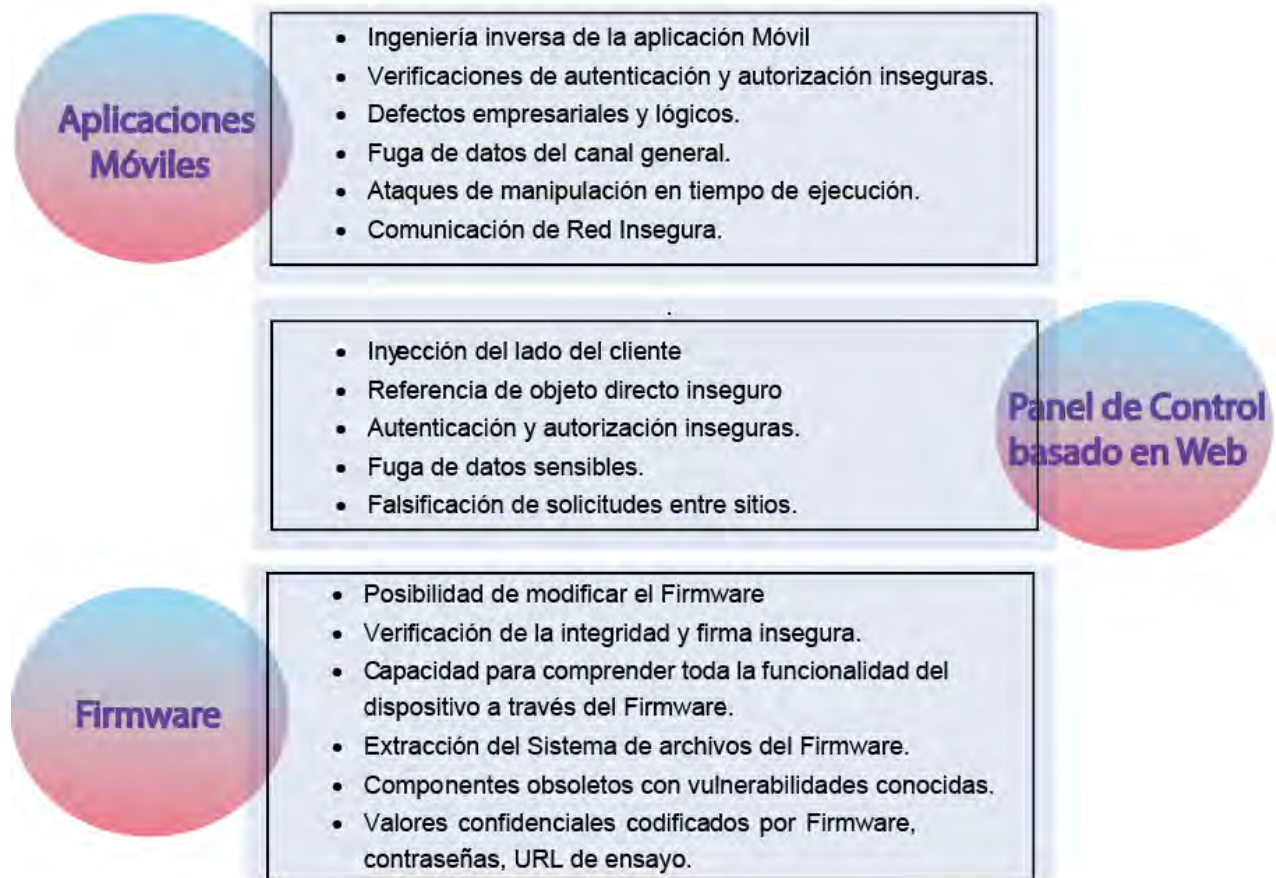 Aplicaciones
Móviles
• Ingeniería inversa de la aplicación Móvil
• Verificaciones de autenticación y autorización inseguras.
• Defectos empresariales y lógicos.
• Fuga de datos del canal general.
• Ataques de manipulación en tiempo de ejecución.
• Comunicación de Red Insegura.
.
• Inyección del lado del cliente
• Referencia de objeto directo inseguro
• Autenticación y autorización inseguras.
• Fuga de datos sensibles.
• Falsificación de solicitudes entre sitios.
Panel de Control
basado en Web
Firmware
• Posibilidad de modificar el Firmware
• Verificación de la integridad y firma insegura.
• Capacidad para comprender toda la funcionalidad del
dispositivo a través del Firmware.
• Extracción del Sistema de archivos del Firmware.
• Componentes obsoletos con vulnerabilidades conocidas.
• Valores confidenciales codificados por Firmware,
contraseñas, URL de ensayo.